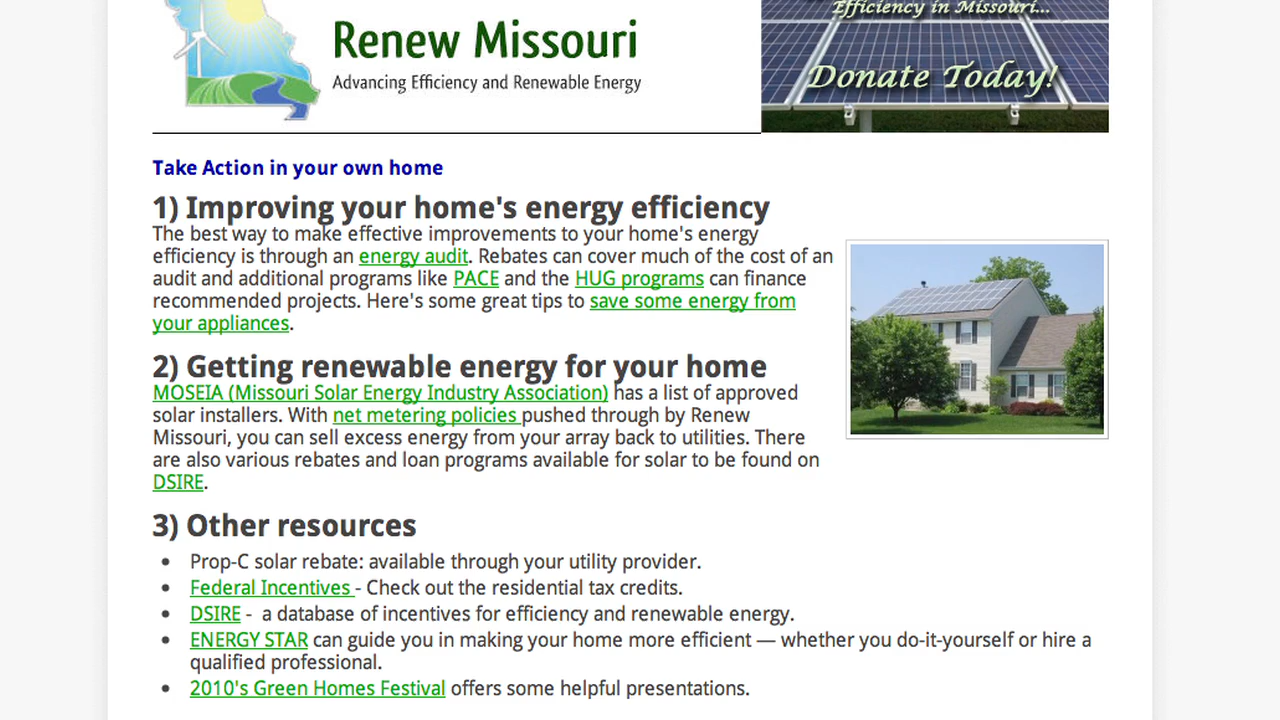 Efficiency in Missouri...
Renew Missouri
Advancing Efficiency and Renewable Energy
Donate Today!
Take Action in your own home
1) Improving your home's energy efficiency
The best way to make effective improvements to your home's energy
efficiency is through an energy audit. Rebates can cover much of the cost of an
audit and additional programs like PACE and the HUG programs can finance
recommended projects. Here's some great tips to save some energy from
your appliances.
2) Getting renewable energy for your home
MOSEIA (Missouri Solar Energy Industry Association) has a list of approved
solar installers. With net metering policies pushed through by Renew
Missouri, you can sell excess energy from your array back to utilities. There
are also various rebates and loan programs available for solar to be found on
DSIRE.
3) Other resources
• Prop-C solar rebate: available through your utility provider.
• Federal Incentives - Check out the residential tax credits.
• DSIRE - a database of incentives for efficiency and renewable energy.
• ENERGY STAR can guide you in making your home more efficient — whether you do-it-yourself or hire a
qualified professional.
• 2010's Green Homes Festival offers some helpful presentations.